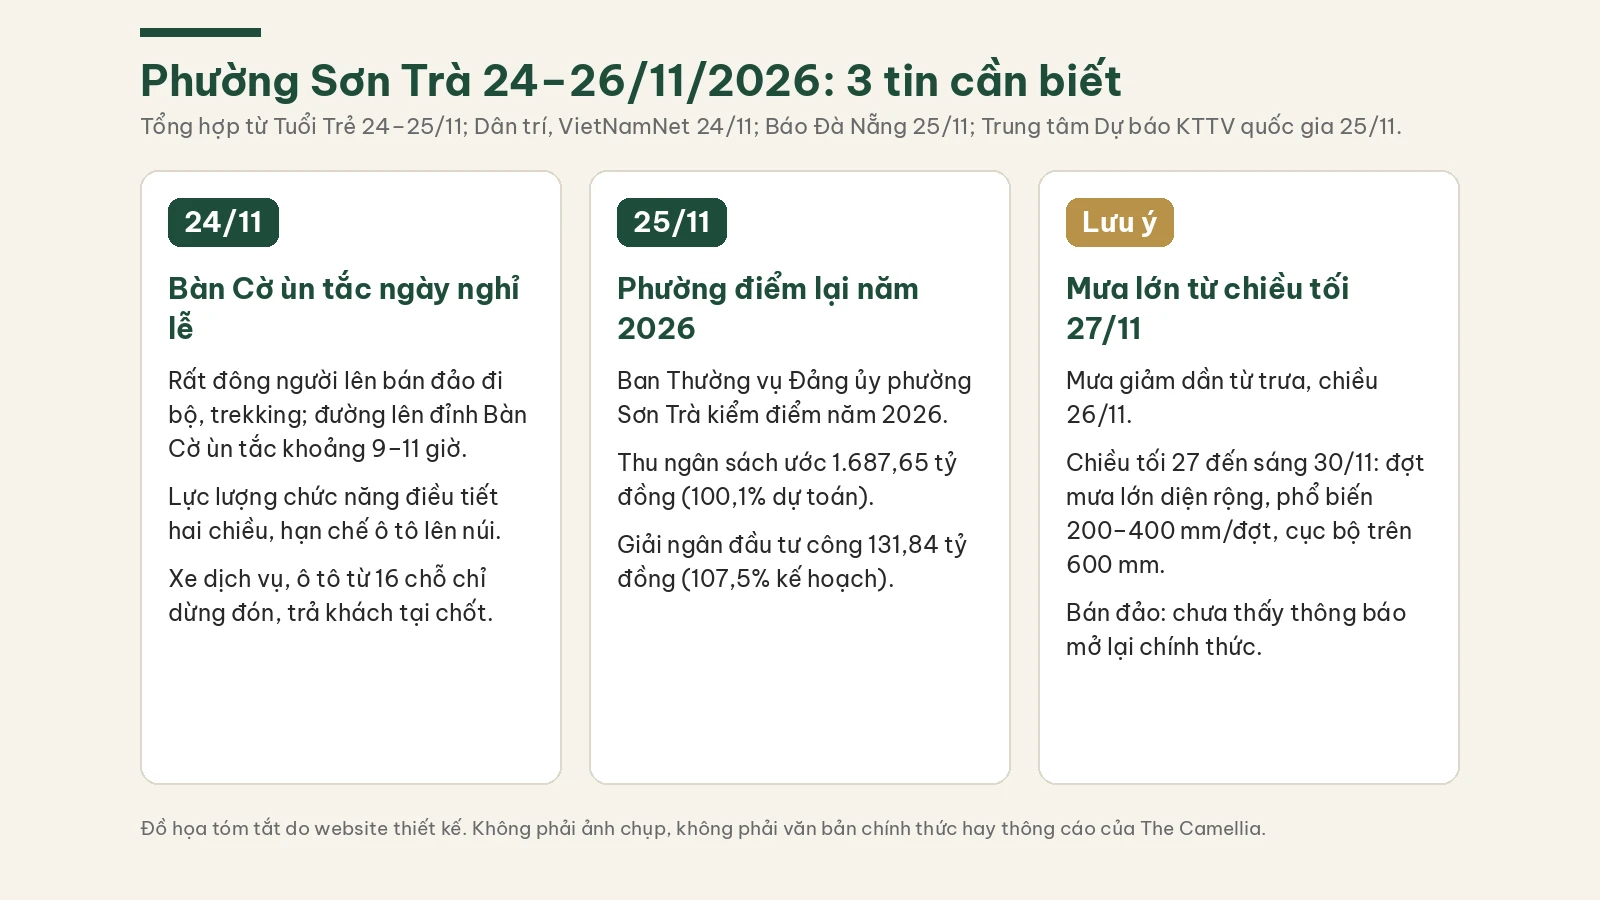 Phường Sơn Trà 24–26/11/2026: 3 tin cần biết
Tổng hợp từ Tuổi Trẻ 24–25/11; Dân trí, VietNamNet 24/11; Báo Đà Nẵng 25/11; Trung tâm Dự báo KTTV quốc gia 25/11.
24/11
Bàn Cờ ùn tắc ngày nghỉ
lễ
Rất đông người lên bán đảo đi
bộ, trekking; đường lên đỉnh Bàn
Cờ ùn tắc khoảng 9–11 giờ.
Lực lượng chức năng điều tiết
hai chiều, hạn chế ô tô lên núi.
Xe dịch vụ, ô tô từ 16 chỗ chỉ
dừng đón, trả khách tại chốt.
25/11
Phường điểm lại năm
2026
Ban Thường vụ Đảng ủy phường
Sơn Trà kiểm điểm năm 2026.
Thu ngân sách ước 1.687,65 tỷ
đồng (100,1% dự toán).
Giải ngân đầu tư công 131,84 tỷ
đồng (107,5% kế hoạch).
Lưu ý
Mưa lớn từ chiều tối
27/11
Mưa giảm dần từ trưa, chiều
26/11.
Chiều tối 27 đến sáng 30/11: đợt
mưa lớn diện rộng, phổ biến
200–400 mm/đợt, cục bộ trên
600 mm.
Bán đảo: chưa thấy thông báo
mở lại chính thức.
Đồ họa tóm tắt do website thiết kế. Không phải ảnh chụp, không phải văn bản chính thức hay thông cáo của The Camellia.